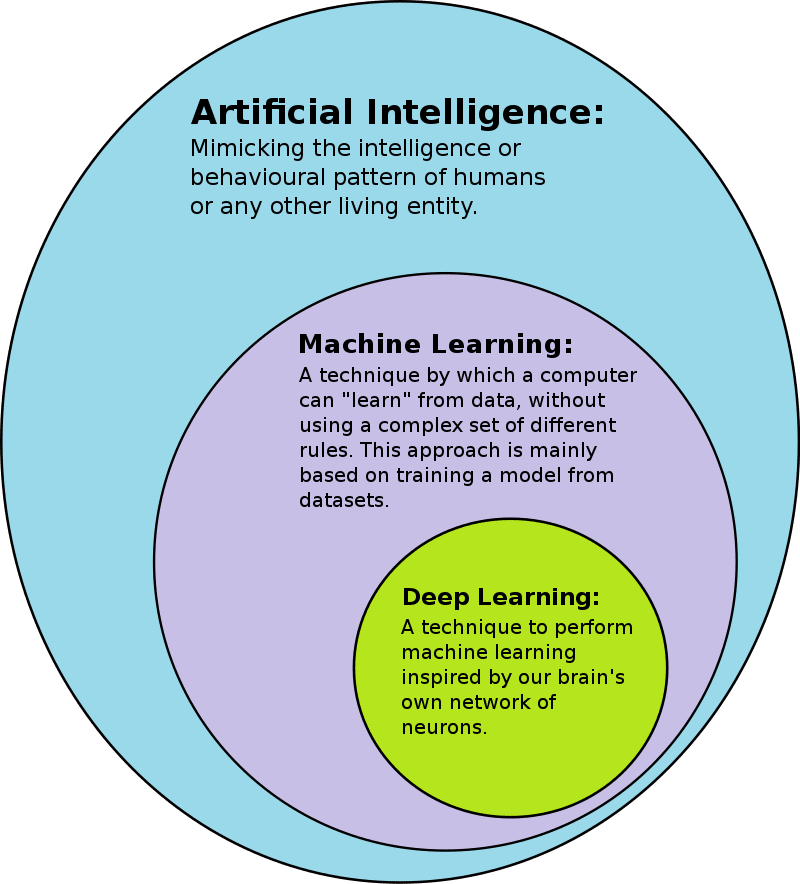 Artificial Intelligence:
Mimicking the intelligence or
behavioural pattern of humans
or any other living entity.
Machine Learning:
A technique by which a computer
can "learn" from data, without
using a complex set of different
rules. This approach is mainly
based on training a model from
datasets.
Deep Learning:
A technique to perform
machine learning
inspired by our brain's
own network of
neurons.